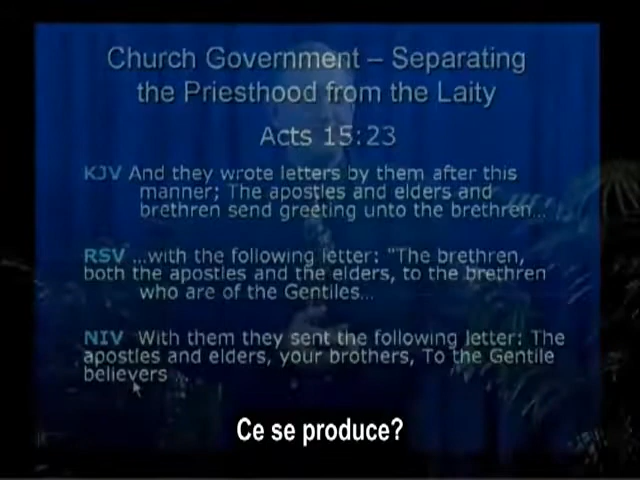 Church Government – Separating
the Priesthood from the Laity
Acts 15:23
KJV And they wrote letters by them after this
manner; The apostles and elders and
brethren send greeting unto the brethren...
RSV ...with the following letter: "The brethren,
both the apostles and the elders, to the brethren
who are of the Gentiles...
NIV With them they sent the following letter: The
apostles and elders, your brothers, To the Gentile
believers ...
Ce se produce?